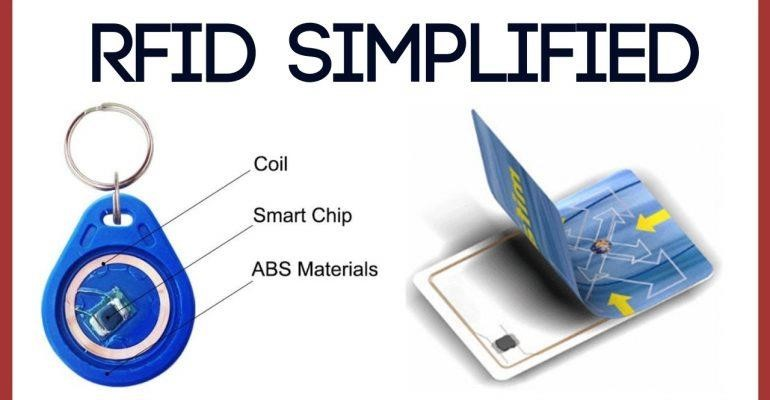 RFID SIMPLIFIED
Coil
Smart Chip
ABS Materials